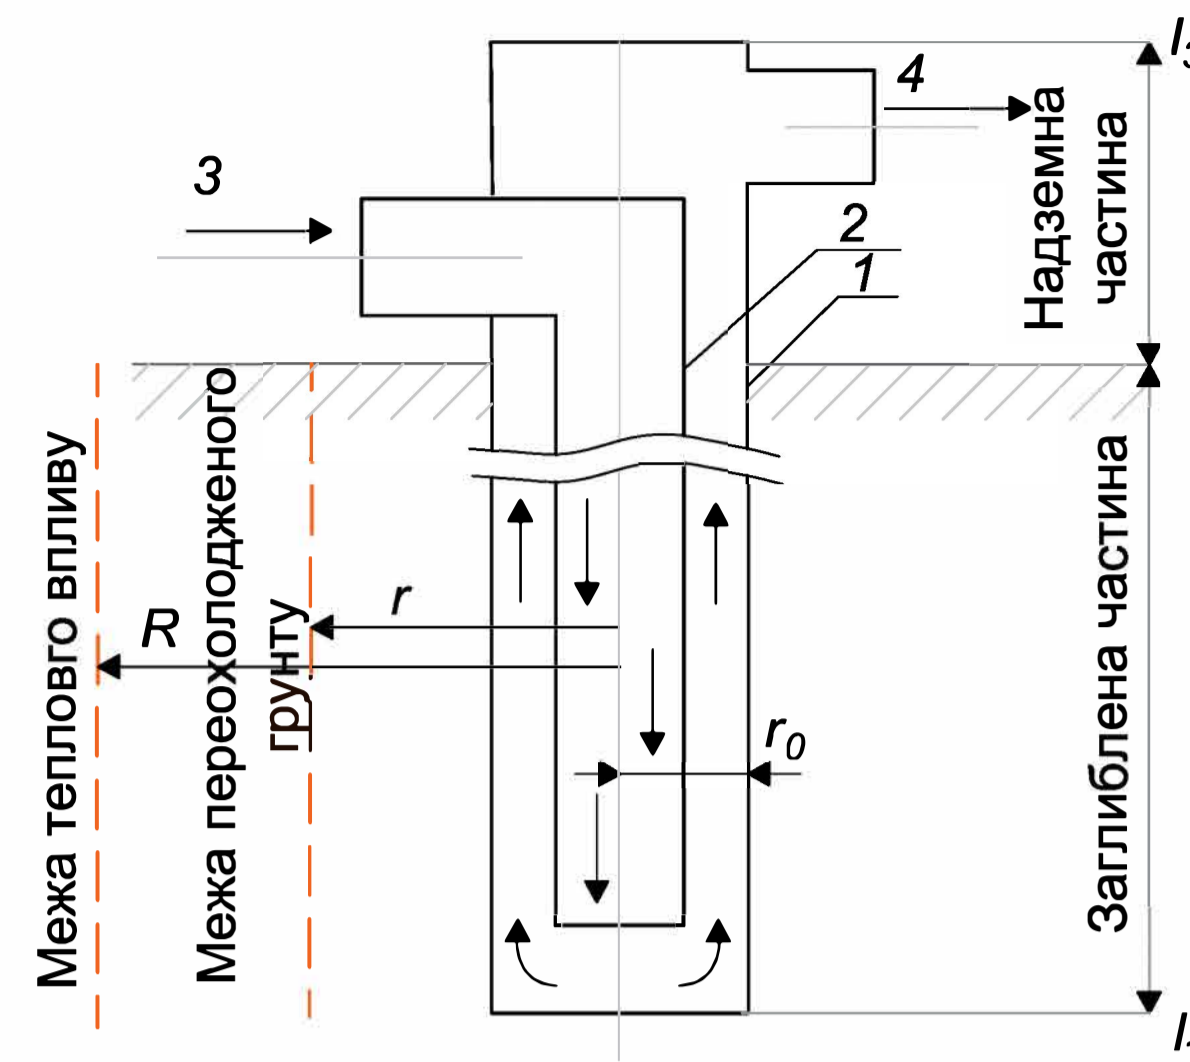 4
3
2
1
Надземна
частина
Межа теплового впливу
Межа переохолодженого
грунту
R
r
r0
Заглиблена частина